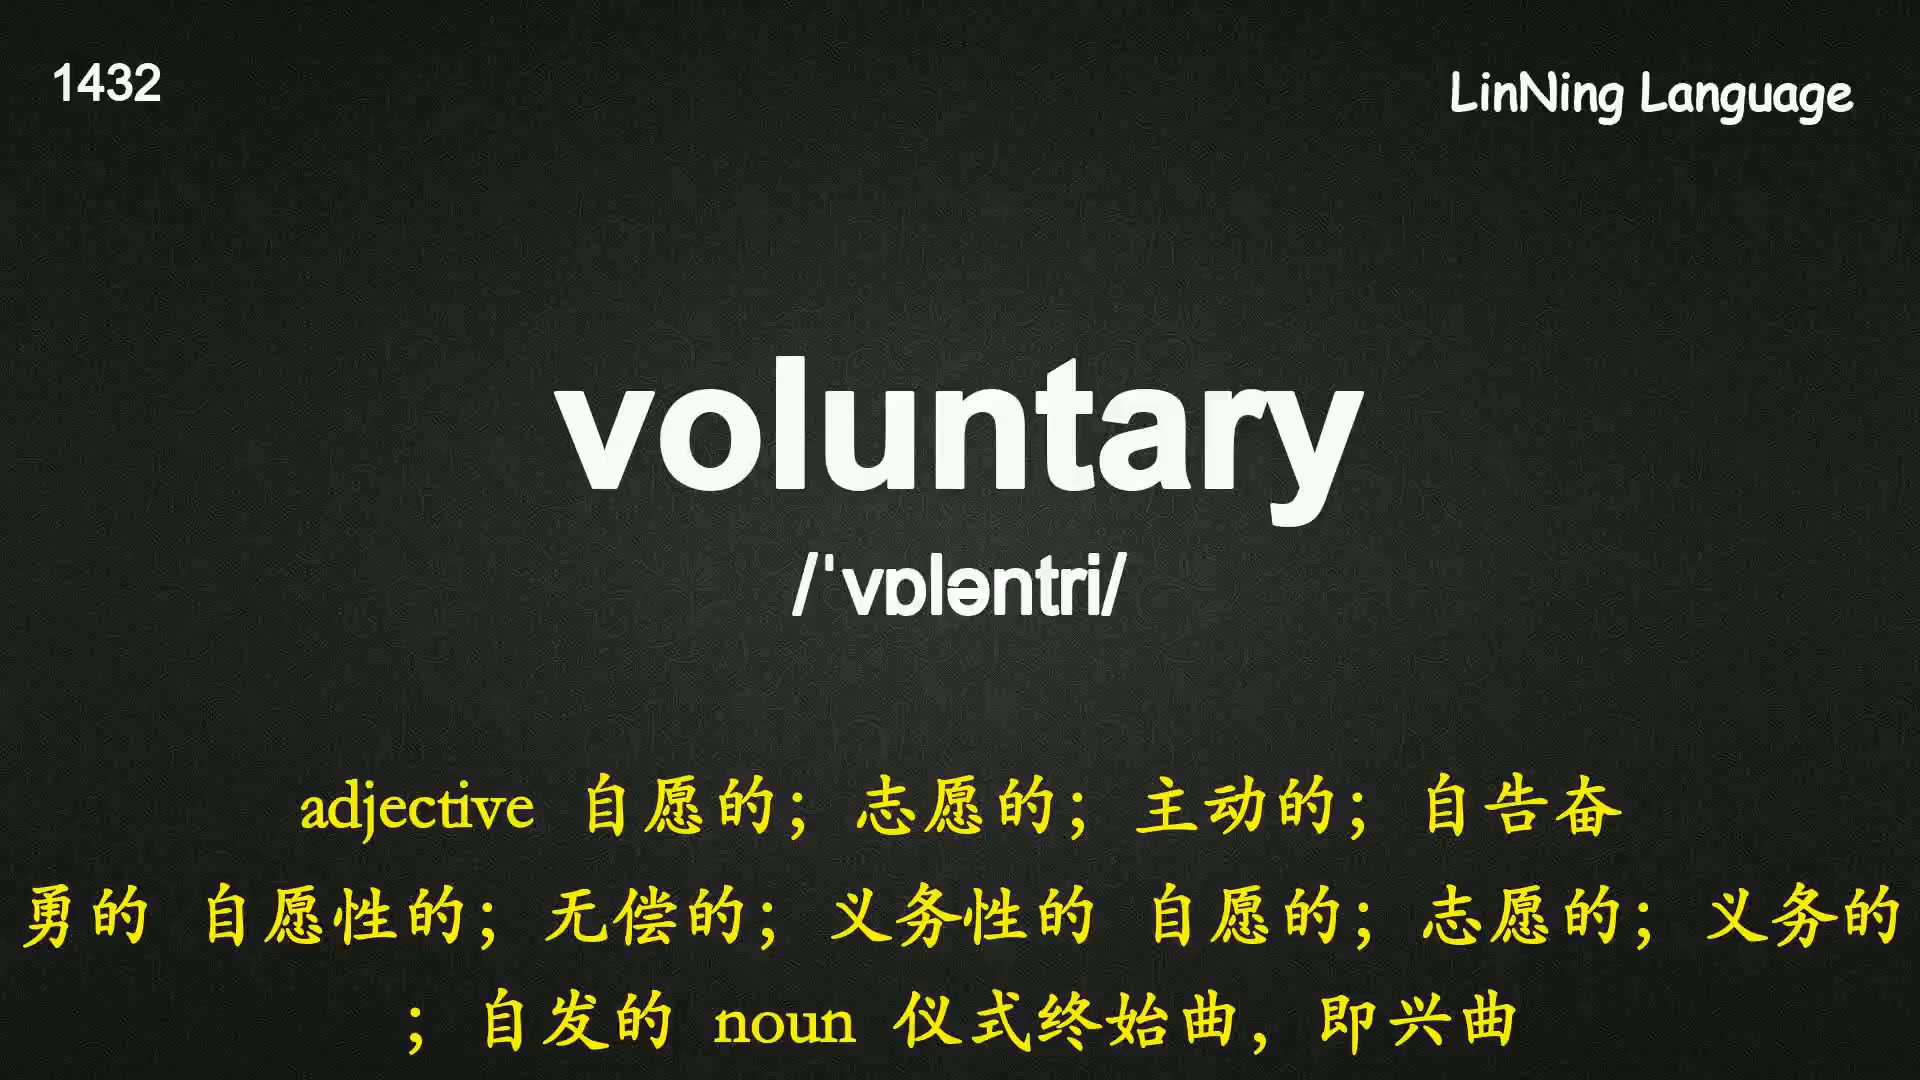 1432
LinNing Language
voluntary
/ˈvɒləntri/
adjective 自愿的；志愿的；主动的；自告奋
勇的 自愿性的；无偿的；义务性的 自愿的；志愿的；义务的
；自发的 noun 仪式终始曲，即兴曲